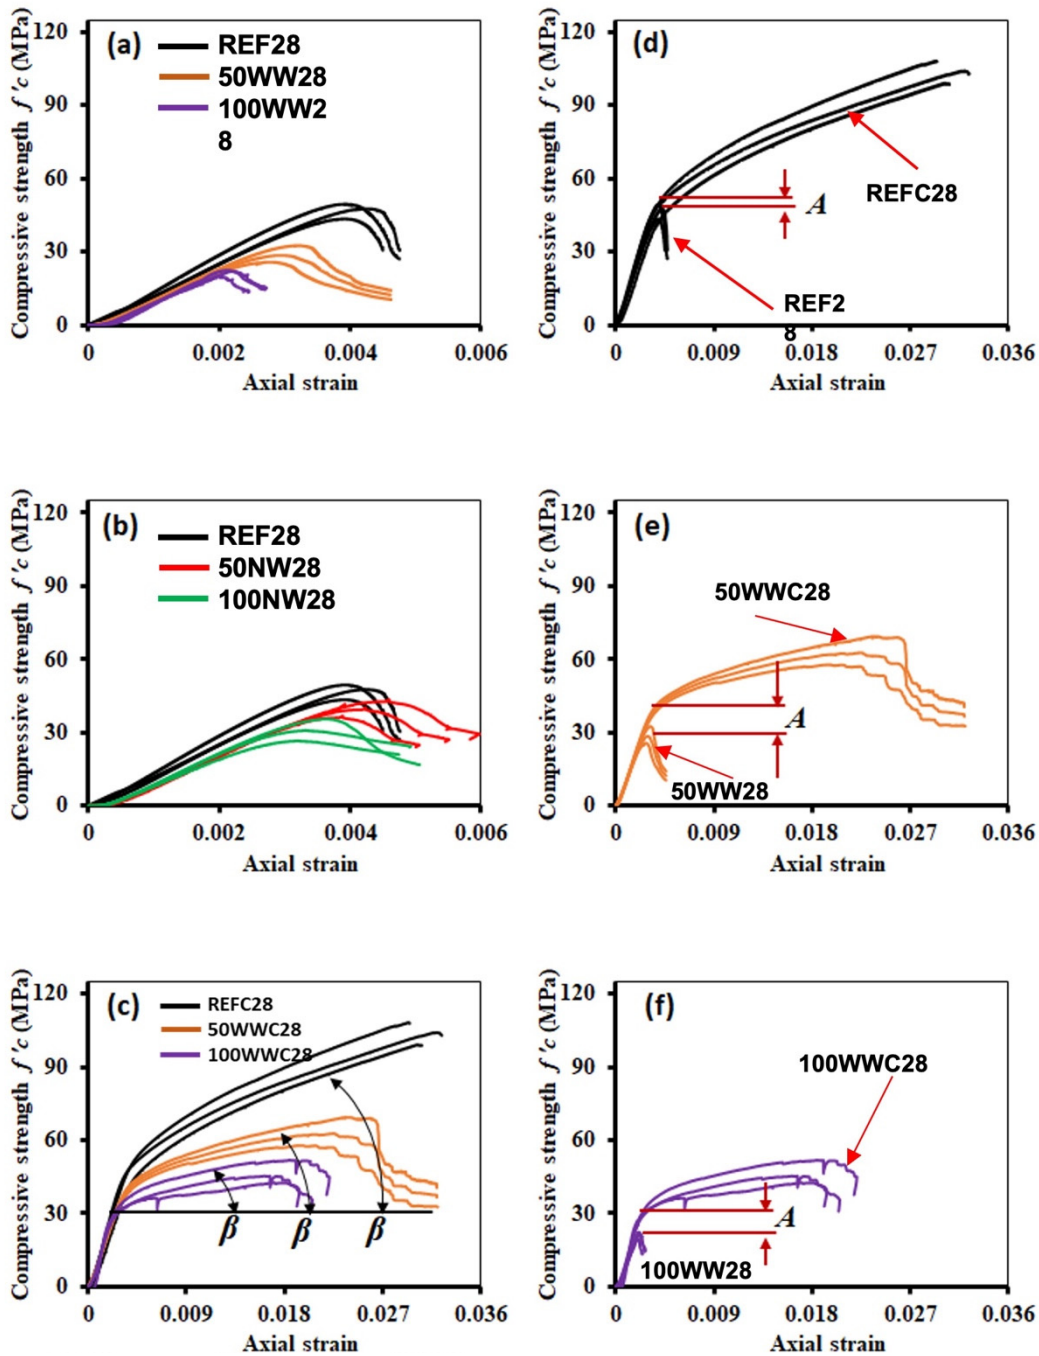 Compressive strength f'c (MPa)
120
90
60
30
0
(a)
REF28
50WW28
100WW2
8
0 0.002 0.004 0.006
Axial strain
Compressive strength f'c (MPa)
120
90
60
30
0
(d)
REFC28
A
REF2
8
0 0.009 0.018 0.027 0.036
Axial strain
Compressive strength f'c (MPa)
120
90
60
30
0
(b)
REF28
50NW28
100NW28
0 0.002 0.004 0.006
Axial strain
Compressive strength f'c (MPa)
120
90
60
30
0
(e)
50WWC28
A
50WW28
0 0.009 0.018 0.027 0.036
Axial strain
Compressive strength f'c (MPa)
120
90
60
30
0
(c)
REFC28
50WWC28
100WWC28
β β β
0 0.009 0.018 0.027 0.036
Axial strain
Compressive strength f'c (MPa)
120
90
60
30
0
(f)
100WWC28
A
100WW28
0 0.009 0.018 0.027 0.036
Axial strain